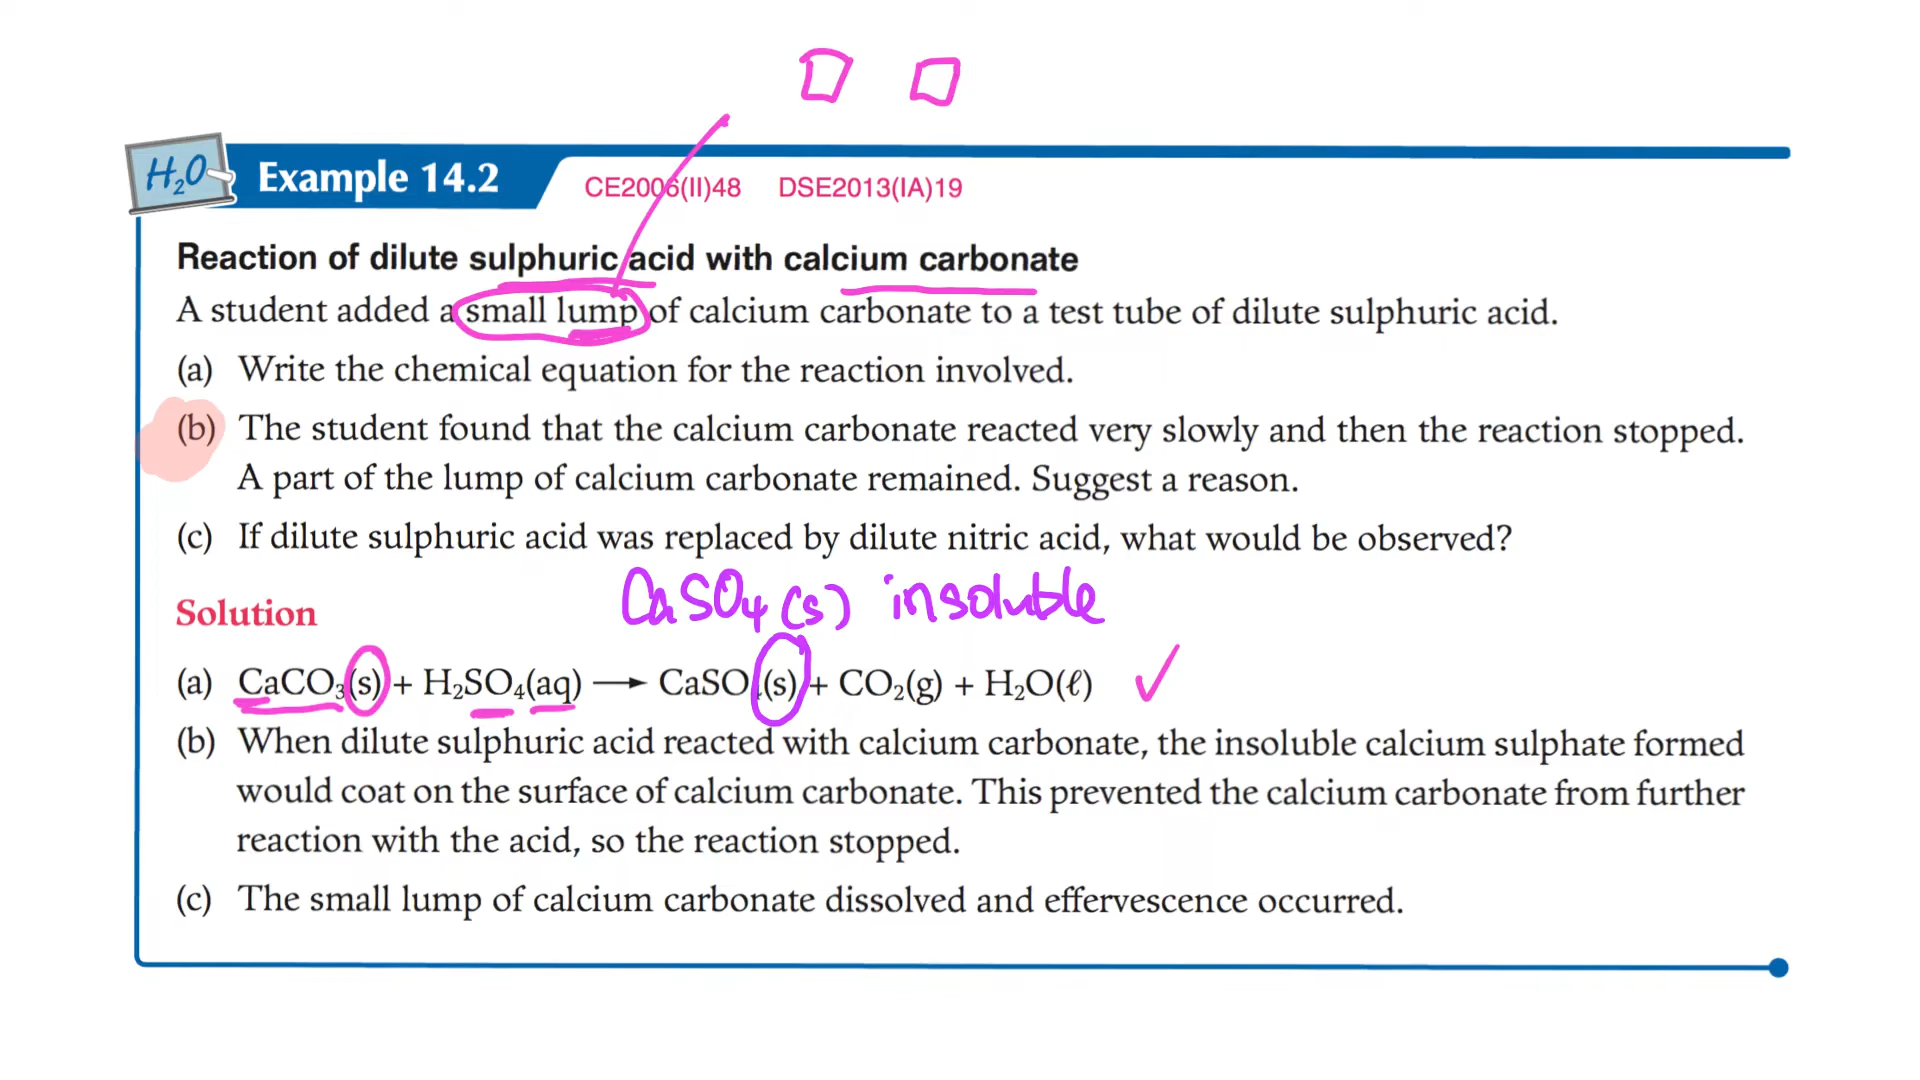 H₂O
Example 14.2
CE2006(II)48 DSE2013(IA)19
Reaction of dilute sulphuric acid with calcium carbonate
A student added a small lump of calcium carbonate to a test tube of dilute sulphuric acid.
(a) Write the chemical equation for the reaction involved.
(b) The student found that the calcium carbonate reacted very slowly and then the reaction stopped.
A part of the lump of calcium carbonate remained. Suggest a reason.
(c) If dilute sulphuric acid was replaced by dilute nitric acid, what would be observed?
CaSO₄(s) insoluble
Solution
(a) CaCO₃(s) + H₂SO₄(aq) ⟶ CaSO₄(s) + CO₂(g) + H₂O(ℓ)
(b) When dilute sulphuric acid reacted with calcium carbonate, the insoluble calcium sulphate formed
would coat on the surface of calcium carbonate. This prevented the calcium carbonate from further
reaction with the acid, so the reaction stopped.
(c) The small lump of calcium carbonate dissolved and effervescence occurred.